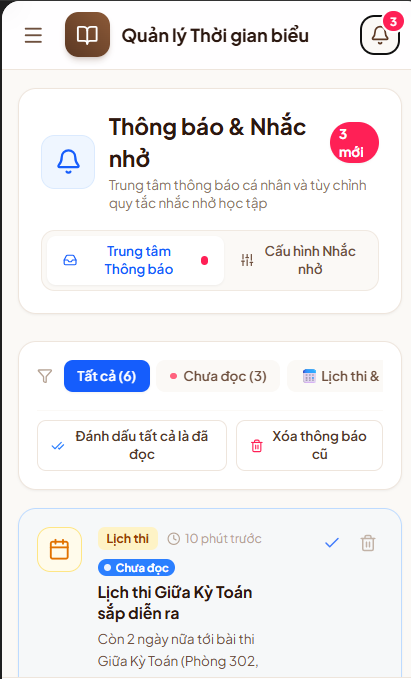 Quản lý Thời gian biểu
3
Thông báo & Nhắc
nhở
3
mới
Trung tâm thông báo cá nhân và tùy chỉnh
quy tắc nhắc nhở học tập
Trung tâm
Thông báo
Cấu hình Nhắc
nhở
Tất cả (6)
Chưa đọc (3)
Lịch thi &
Đánh dấu tất cả là đã
đọc
Xóa thông báo
cũ
Lịch thi
10 phút trước
Chưa đọc
Lịch thi Giữa Kỳ Toán
sắp diễn ra
Còn 2 ngày nữa tới bài thi
Giữa Kỳ Toán (Phòng 302,